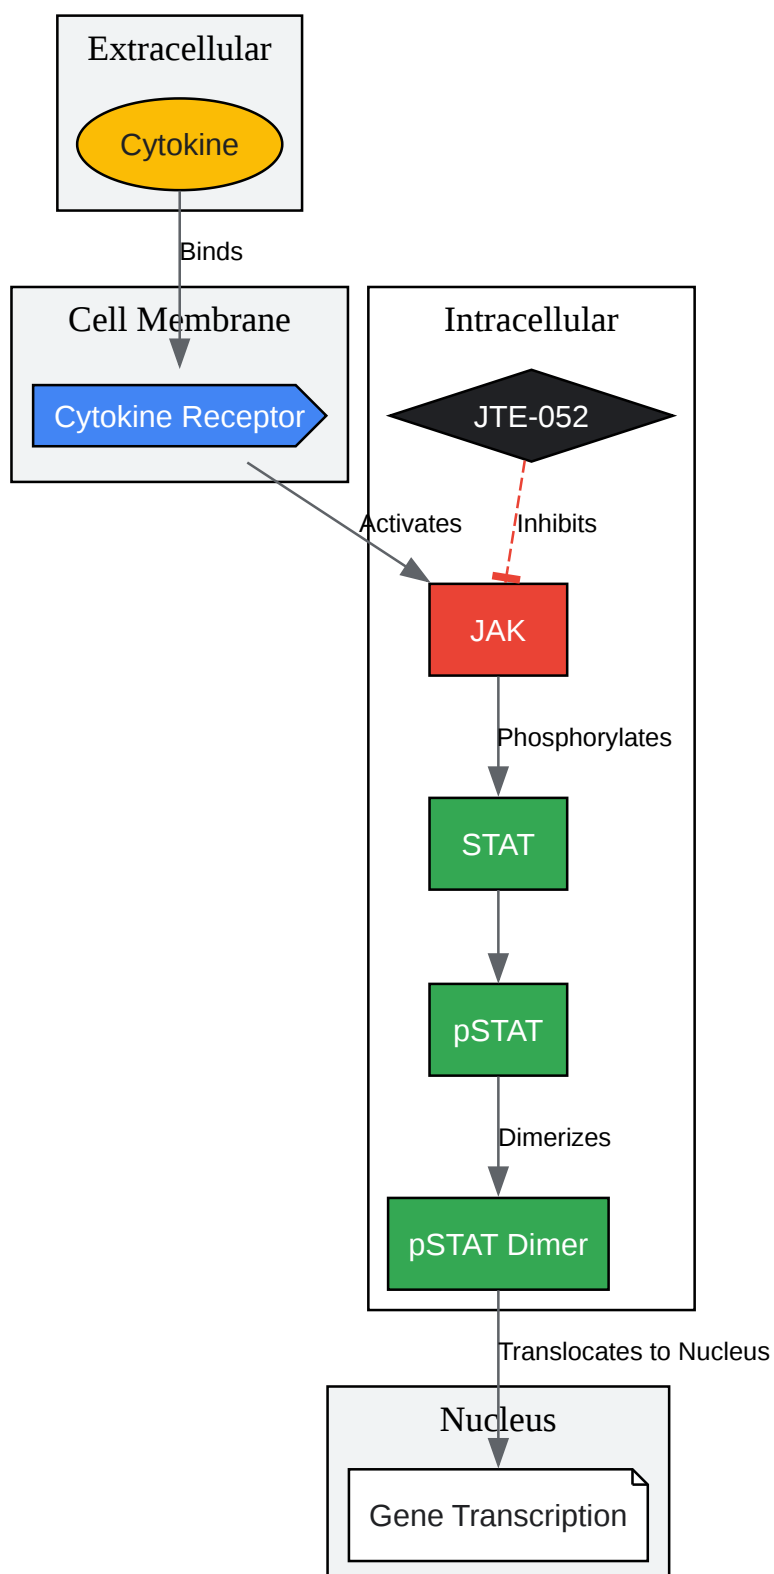 Extracellular
Cytokine
Binds
Cell Membrane
Intracellular
Cytokine Receptor
JTE-052
Activates
Inhibits
JAK
Phosphorylates
STAT
pSTAT
Dimerizes
pSTAT Dimer
Translocates to Nucleus
Nucleus
Gene Transcription